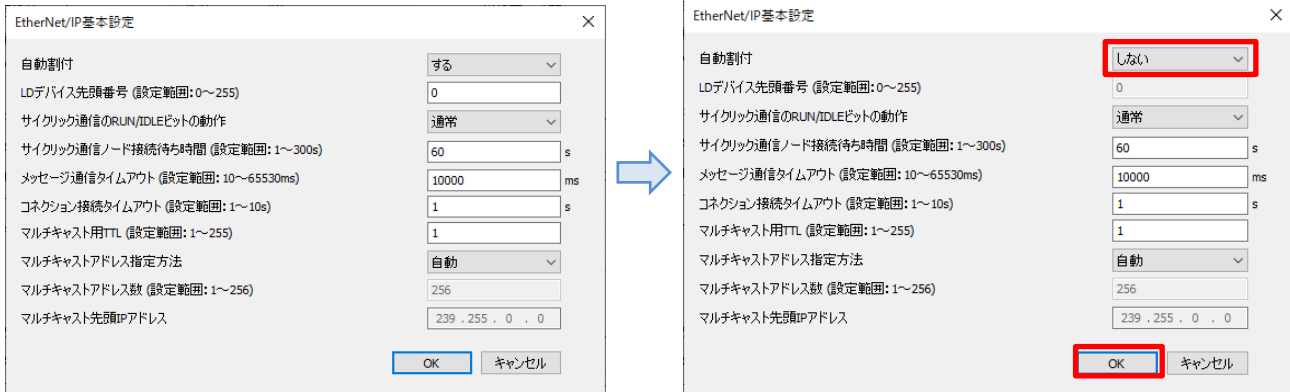 EtherNet/IP基本設定
自動割付 する
LDデバイス先頭番号 (設定範囲:0～255) 0
サイクリック通信のRUN/IDLEビットの動作 通常
サイクリック通信ノード接続待ち時間 (設定範囲:1～300s) 60 s
メッセージ通信タイムアウト (設定範囲:10～65530ms) 10000 ms
コネクション接続タイムアウト (設定範囲:1～10s) 1 s
マルチキャスト用TTL (設定範囲:1～255) 1
マルチキャストアドレス指定方法 自動
マルチキャストアドレス数 (設定範囲:1～256) 256
マルチキャスト先頭IPアドレス 239 . 255 . 0 . 0
OK キャンセル
EtherNet/IP基本設定
自動割付 しない
LDデバイス先頭番号 (設定範囲:0～255) 0
サイクリック通信のRUN/IDLEビットの動作 通常
サイクリック通信ノード接続待ち時間 (設定範囲:1～300s) 60 s
メッセージ通信タイムアウト (設定範囲:10～65530ms) 10000 ms
コネクション接続タイムアウト (設定範囲:1～10s) 1 s
マルチキャスト用TTL (設定範囲:1～255) 1
マルチキャストアドレス指定方法 自動
マルチキャストアドレス数 (設定範囲:1～256) 256
マルチキャスト先頭IPアドレス 239 . 255 . 0 . 0
OK キャンセル